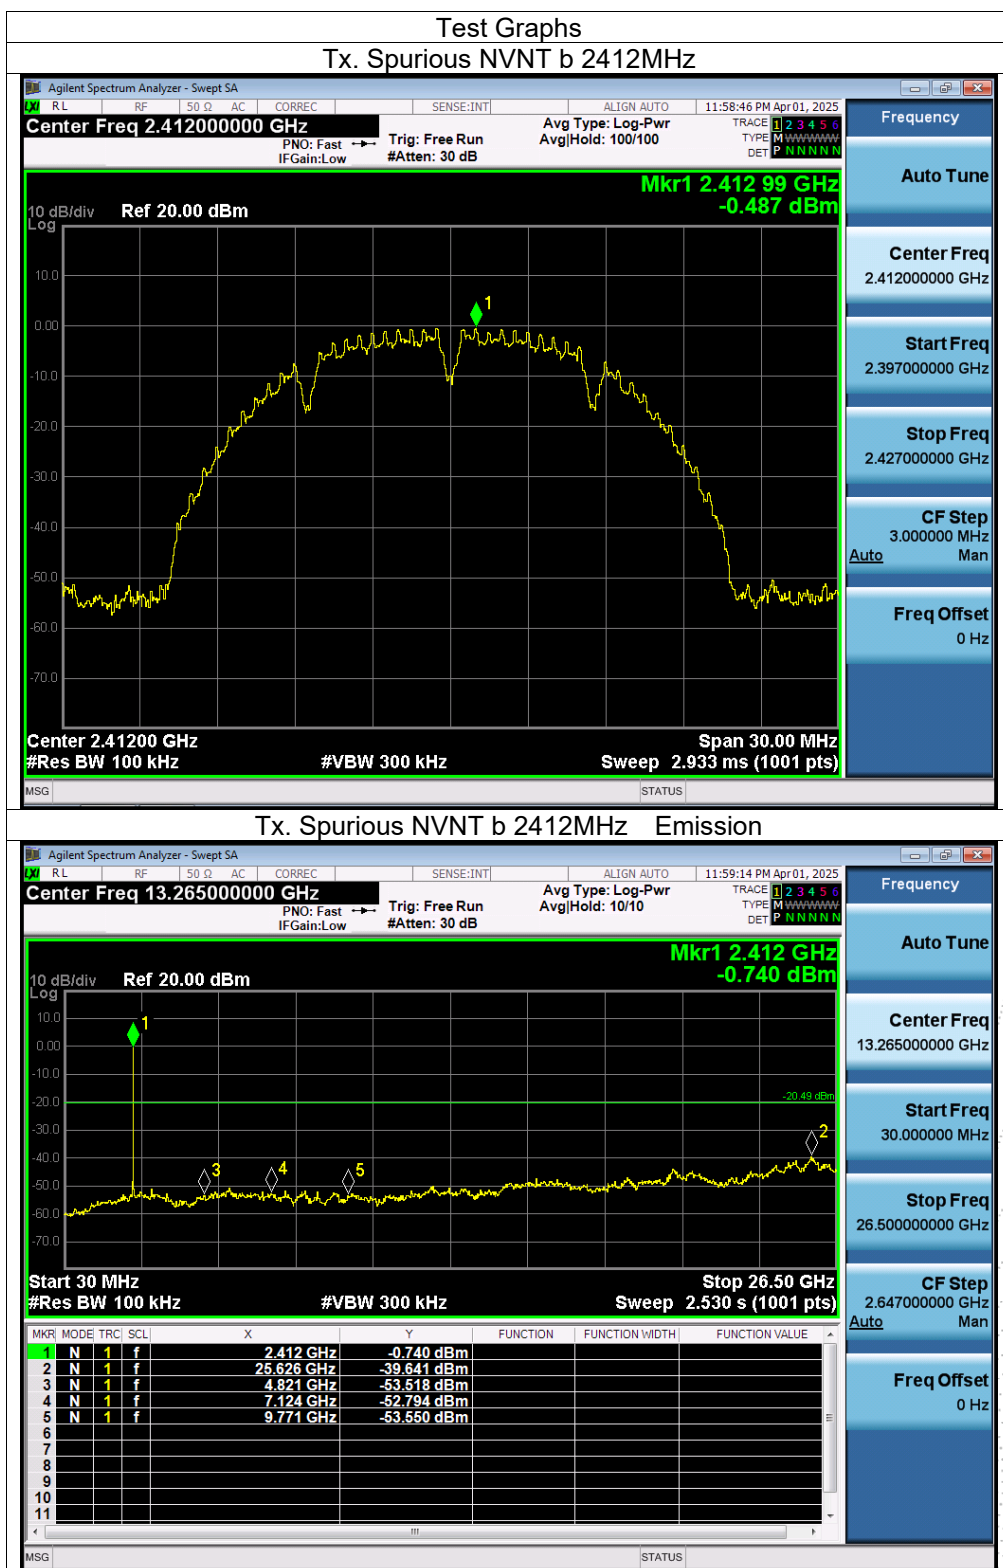 Test Graphs
Tx. Spurious NVNT b 2412MHz
Agilent Spectrum Analyzer - Swept SA
LXI RL RF 50 Ω AC CORREC SENSE:INT ALIGN AUTO 11:58:46 PM Apr 01, 2025
Center Freq 2.412000000 GHz
PNO: Fast
IFGain:Low
Trig: Free Run
#Atten: 30 dB
Avg Type: Log-Pwr
Avg|Hold: 100/100
TRACE 1 2 3 4 5 6
TYPE M WWWWW
DET P N N N N N
Frequency
Mkr1 2.412 99 GHz
-0.487 dBm
10 dB/div Ref 20.00 dBm
Log
10.0
0.00
-10.0
-20.0
-30.0
-40.0
-50.0
-60.0
-70.0
1
Center 2.41200 GHz Span 30.00 MHz
#Res BW 100 kHz #VBW 300 kHz Sweep 2.933 ms (1001 pts)
MSG STATUS
Auto Tune
Center Freq
2.412000000 GHz
Start Freq
2.397000000 GHz
Stop Freq
2.427000000 GHz
CF Step
3.000000 MHz
Auto Man
Freq Offset
0 Hz
Tx. Spurious NVNT b 2412MHz Emission
Agilent Spectrum Analyzer - Swept SA
LXI RL RF 50 Ω AC CORREC SENSE:INT ALIGN AUTO 11:59:14 PM Apr 01, 2025
Center Freq 13.265000000 GHz
PNO: Fast
IFGain:Low
Trig: Free Run
#Atten: 30 dB
Avg Type: Log-Pwr
Avg|Hold: 10/10
TRACE 1 2 3 4 5 6
TYPE M WWWWW
DET P N N N N N
Frequency
Mkr1 2.412 GHz
-0.740 dBm
10 dB/div Ref 20.00 dBm
Log
10.0
0.00
-10.0
-20.0
-30.0
-40.0
-50.0
-60.0
-70.0
1
-20.49 dBm
2
3
4
5
Start 30 MHz Stop 26.50 GHz
#Res BW 100 kHz #VBW 300 kHz Sweep 2.530 s (1001 pts)
MKR MODE TRC SCL X Y FUNCTION FUNCTION WIDTH FUNCTION VALUE
1 N 1 f 2.412 GHz -0.740 dBm
2 N 1 f 25.626 GHz -39.641 dBm
3 N 1 f 4.821 GHz -53.518 dBm
4 N 1 f 7.124 GHz -52.794 dBm
5 N 1 f 9.771 GHz -53.550 dBm
6
7
8
9
10
11
MSG STATUS
Auto Tune
Center Freq
13.265000000 GHz
Start Freq
30.000000 MHz
Stop Freq
26.500000000 GHz
CF Step
2.647000000 GHz
Auto Man
Freq Offset
0 Hz